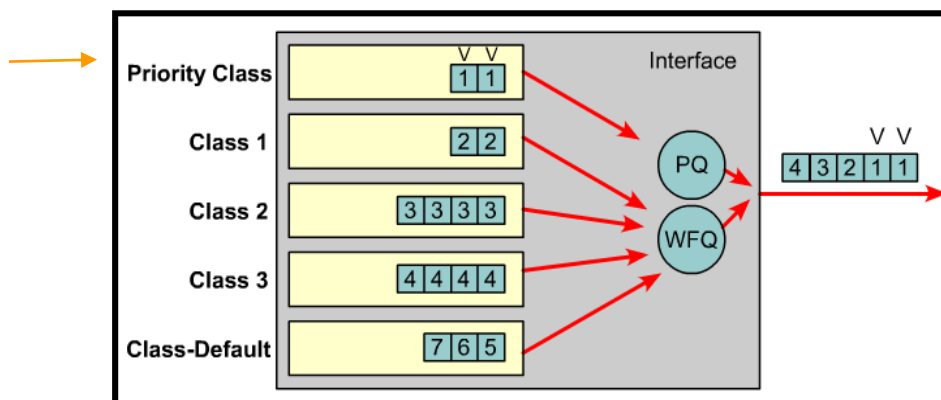 V V
Interface
Priority Class
1 1
V V
Class 1
2 2
PQ
4 3 2 1 1
Class 2
3 3 3 3
WFQ
Class 3
4 4 4 4
Class-Default
7 6 5